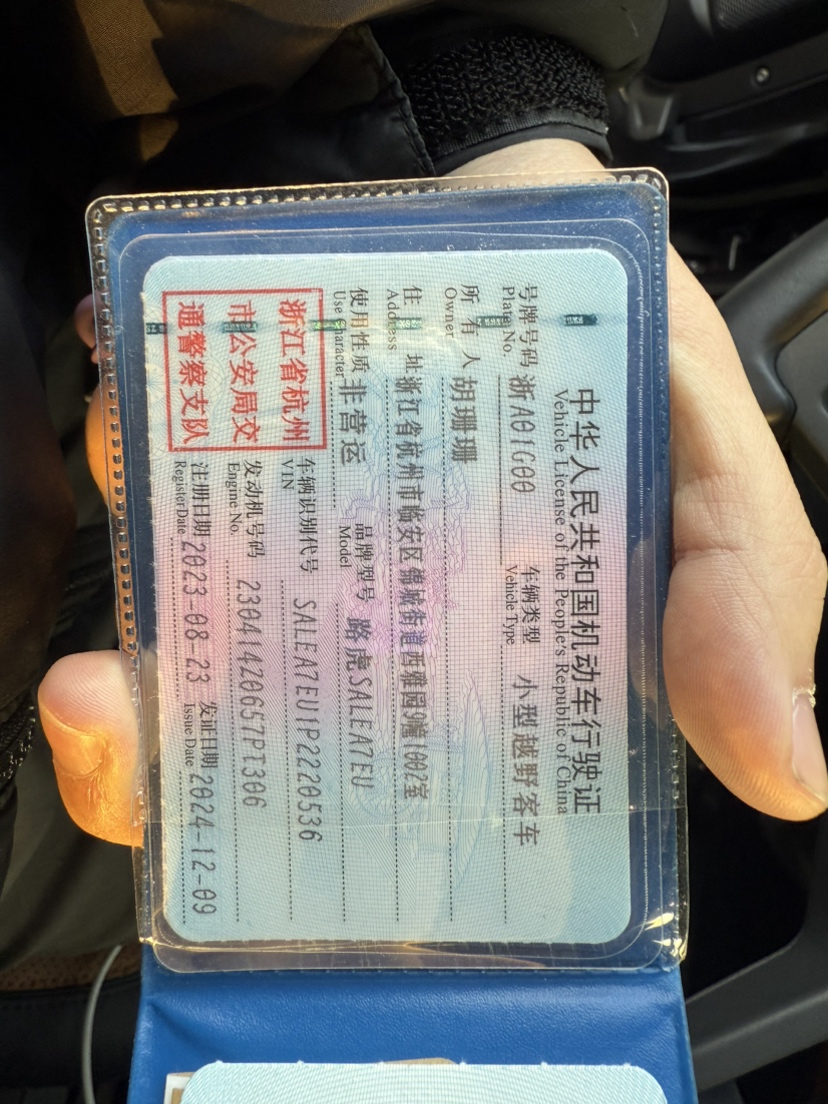 中华人民共和国机动车行驶证
Vehicle License of the People's Republic of China
号牌号码 浙A01G00 车辆类型 小型越野客车
Plate No. Vehicle Type
所有人 胡珊珊
Owner
住址 浙江省杭州市临安区锦城街道西雅园9幢1002室
Address
使用性质 非营运 品牌型号 路虎SALEA7EU
Use Character Model
浙江省杭州
市公安局交
通警察支队
车辆识别代号 SALEA7EU1P2220536
VIN
发动机号码 230414Z0657PT306
Engine No.
注册日期 2023-08-23 发证日期 2024-12-09
Register Date Issue Date